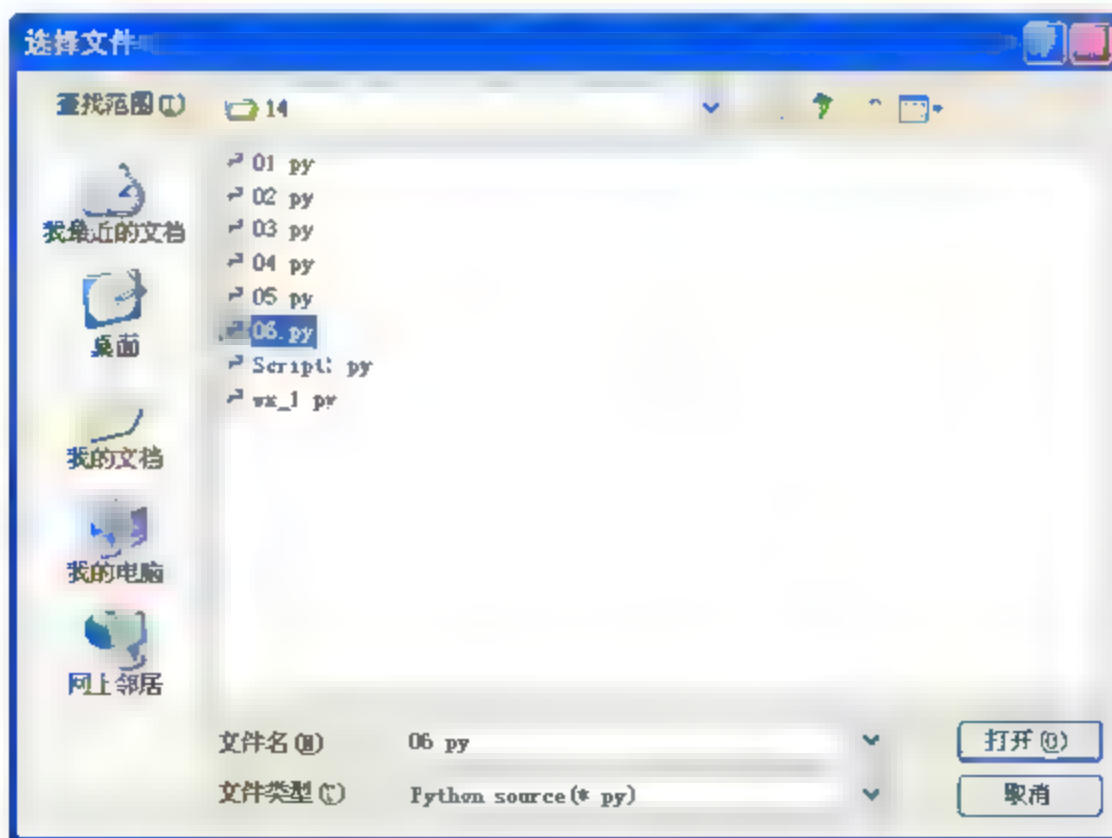 选择文件
查找范围(I) 14
01 py
02 py
03 py
04 py
05 py
06.py
py
wx_1 py
我最近的文档
桌面
我的文档
我的电脑
网上邻居
文件名(N) 06 py 打开(O)
文件类型(T) Python source(* py) 取消